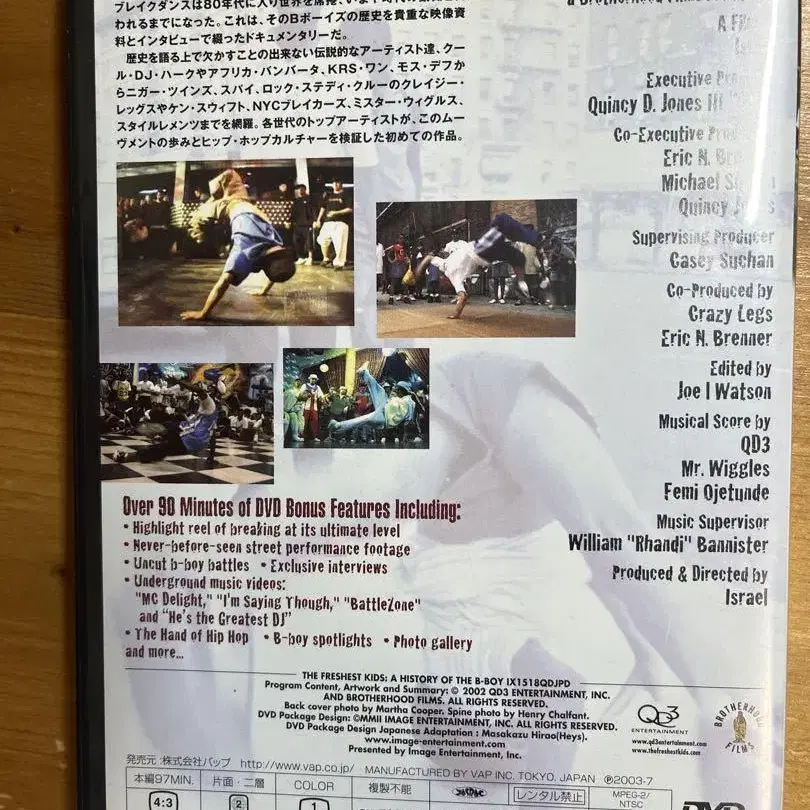 ブレイクダンスは80年代に入り世界を席捲、
われるまでになった。これは、そのBボーイズの歴史を貴重な映像資
料とインタビューで綴ったドキュメンタリーだ。
歴史を語る上で欠かすことの出来ない伝説的なアーティスト達、クー
ル・DJ・ハークやアフリカ・バンバータ、KRS・ワン、モス・デフか
らニガー・ツインズ、スパイ、ロック・ステディ・クルーのクレイジー・
レッグスやケン・スウィフト、NYCブレイカーズ、ミスター・ウィグルス、
スタイルレメンツまでを網羅。各世代のトップアーティストが、このムー
ヴメントの歩みとヒップ・ホップカルチャーを検証した初めての作品。
a Brotherhood
A
Executive
Quincy D. Jones III
Co-Executive
Eric N.
Michael
Quincy
Supervising Producer
Casey Suchan
Co-Produced by
Crazy Legs
Eric N. Brenner
Edited by
Joe I Watson
Musical Score by
QD3
Mr. Wiggles
Femi Ojetunde
Music Supervisor
William "Rhandi" Bannister
Produced & Directed by
Israel
Over 90 Minutes of DVD Bonus Features Including:
• Highlight reel of breaking at its ultimate level
• Never-before-seen street performance footage
• Uncut b-boy battles • Exclusive interviews
• Underground music videos:
"MC Delight," "I'm Saying Though," "BattleZone"
and "He's the Greatest DJ"
• The Hand of Hip Hop • B-boy spotlights • Photo gallery
and more...
THE FRESHEST KIDS: A HISTORY OF THE B-BOY IX1518QDJPD
Program Content, Artwork and Summary: © 2002 QD3 ENTERTAINMENT, INC.
AND BROTHERHOOD FILMS. ALL RIGHTS RESERVED.
Back cover photo by Martha Cooper. Spine photo by Henry Chalfant.
DVD Package Design: ©MMII IMAGE ENTERTAINMENT, INC. ALL RIGHTS RESERVED.
DVD Package Design Japanese Adaptation : Masakazu Hirao(Heys).
www.image-entertainment.com
Presented by Image Entertainment
QD3
ENTERTAINMENT
www.qd3entertainment.com
www.thefreshestkids.com
BROTHERHOOD
FILMS
発売元:株式会社バップ http://www.vap.co.jp/ MANUFACTURED BY VAP INC. TOKYO. JAPAN ℗2003-7
本編97MIN. 片面・二層 COLOR 複製不能 レンタル禁止 MPEG-2/
NTSC
4:3 2 1 DVD